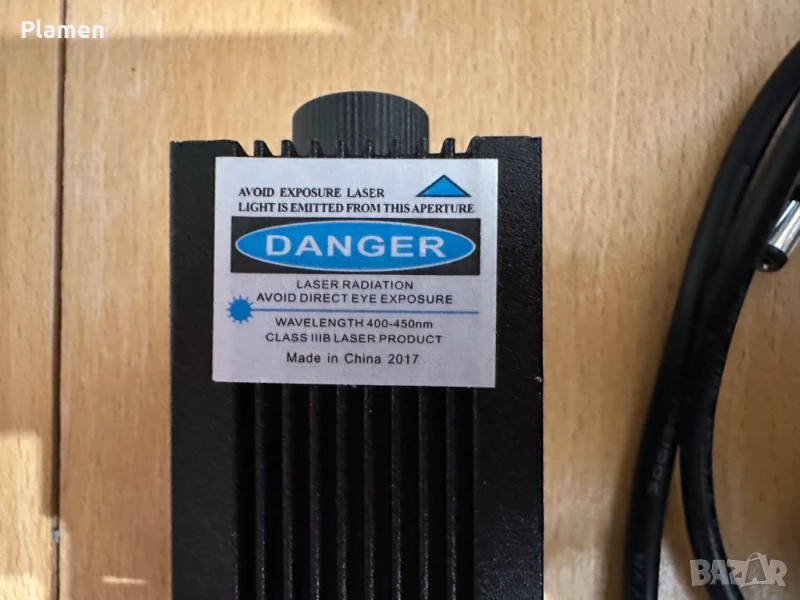 Plamen
AVOID EXPOSURE LASER
LIGHT IS EMITTED FROM THIS APERTURE
DANGER
LASER RADIATION
AVOID DIRECT EYE EXPOSURE
WAVELENGTH 400-450nm
CLASS IIIB LASER PRODUCT
Made in China 2017
BAZAR